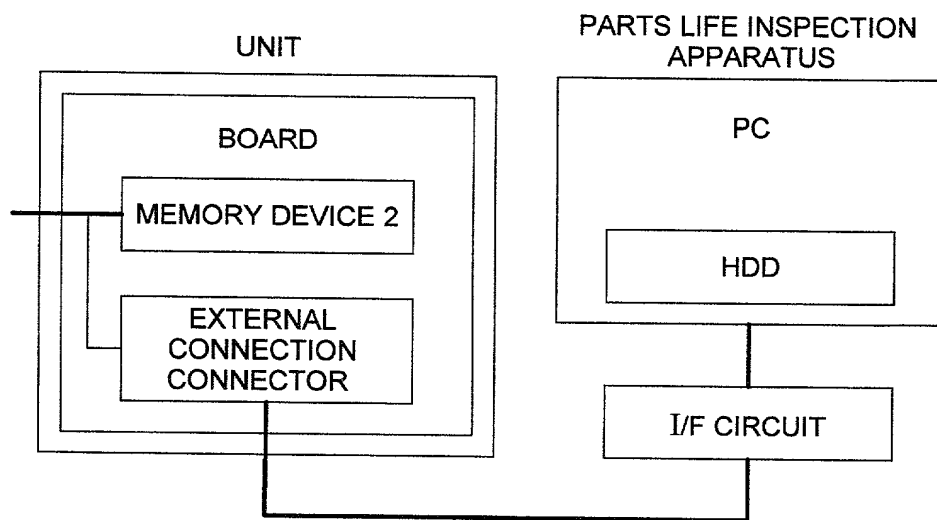 UNIT
BOARD
MEMORY DEVICE 2
EXTERNAL
CONNECTION
CONNECTOR
PARTS LIFE INSPECTION
APPARATUS
PC
HDD
I/F CIRCUIT